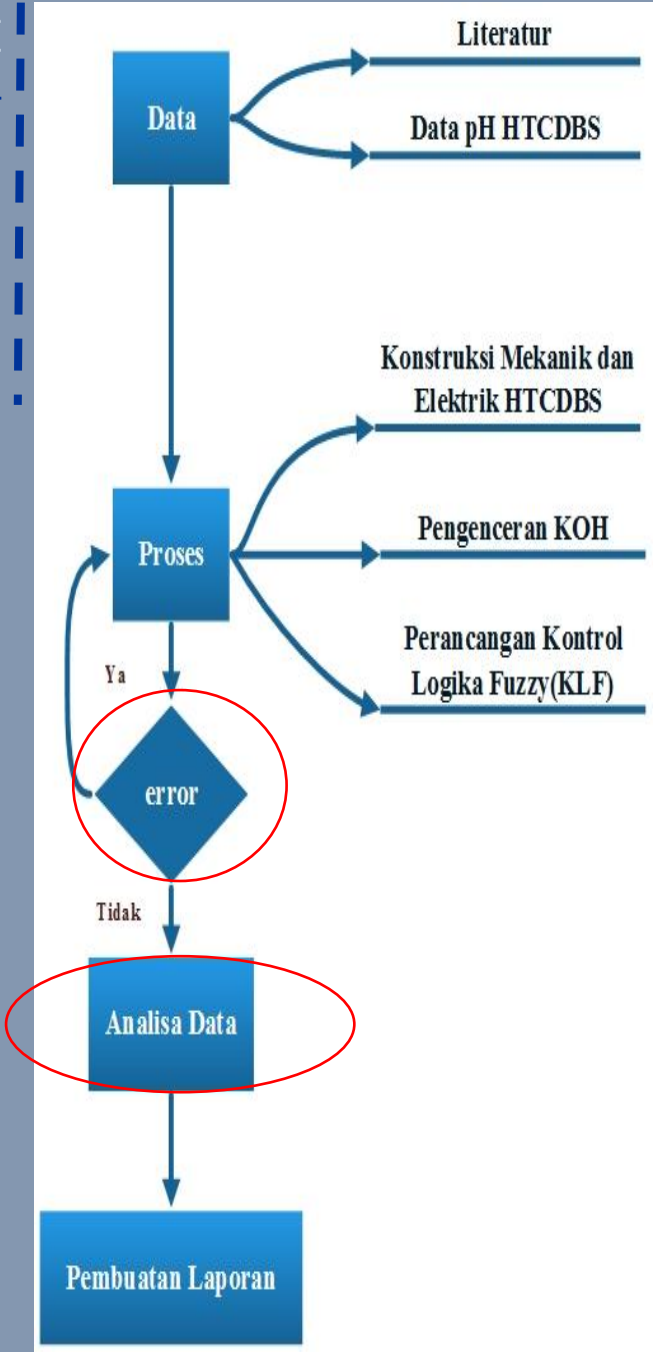 Literatur
Data
Data pH HTCDBS
Konstruksi Mekanik dan
Elektrik HTCDBS
Proses
Pengenceran KOH
Perancangan Kontrol
Logika Fuzzy(KLF)
Ya
error
Tidak
Analisa Data
Pembuatan Laporan